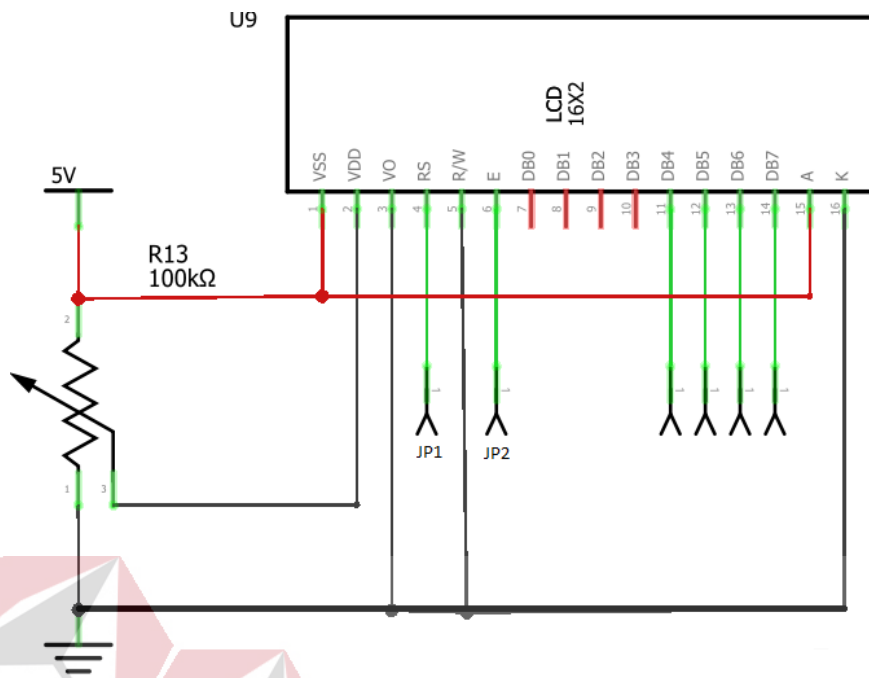 U9
LCD
16X2
VSS
VDD
VO
RS
R/W
E
DB0
DB1
DB2
DB3
DB4
DB5
DB6
DB7
A
K
1
2
3
4
5
6
7
8
9
10
11
12
13
14
15
16
5V
R13
100kΩ
2
1
3
1
1
1
1
1
1
JP1
JP2